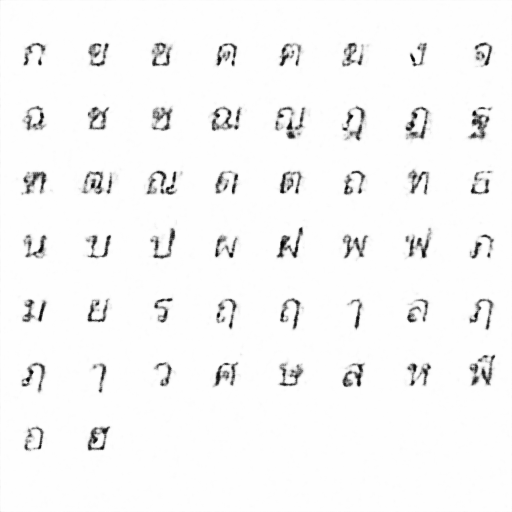 ก ข ฃ ค ฅ ฆ ง จ
ฉ ช ซ ฌ ญ ฎ ฏ ฐ
ฑ ฒ ณ ด ต ถ ท ธ
น บ ป ผ ฝ พ ฟ ภ
ม ย ร ฤ ฤ ๅ ล ฦ
ฦ ๅ ว ศ ษ ส ห ฬ
อ ฮ